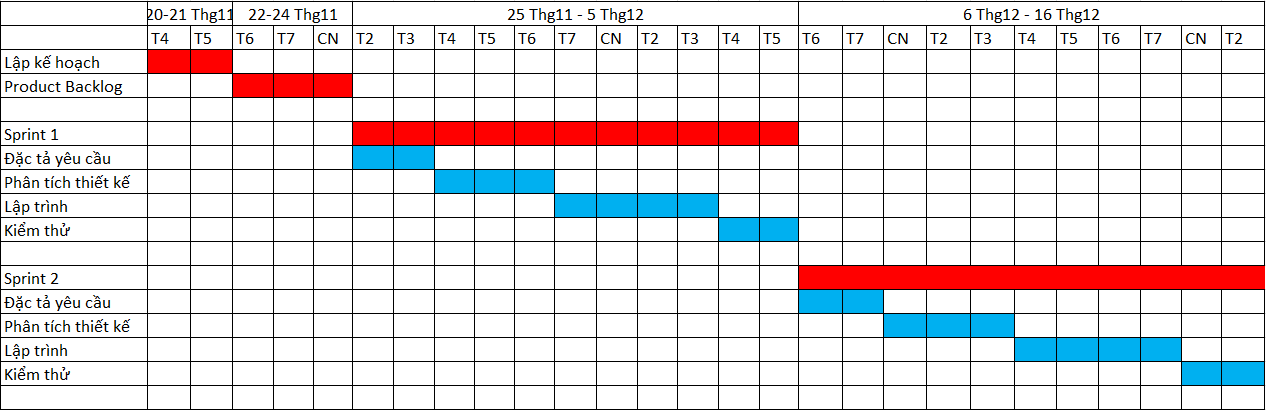 20-21 Thg11 22-24 Thg11 25 Thg11 - 5 Thg12 6 Thg12 - 16 Thg12
T4 T5 T6 T7 CN T2 T3 T4 T5 T6 T7 CN T2 T3 T4 T5 T6 T7 CN T2 T3 T4 T5 T6 T7 CN T2
Lập kế hoạch
Product Backlog
Sprint 1
Đặc tả yêu cầu
Phân tích thiết kế
Lập trình
Kiểm thử
Sprint 2
Đặc tả yêu cầu
Phân tích thiết kế
Lập trình
Kiểm thử